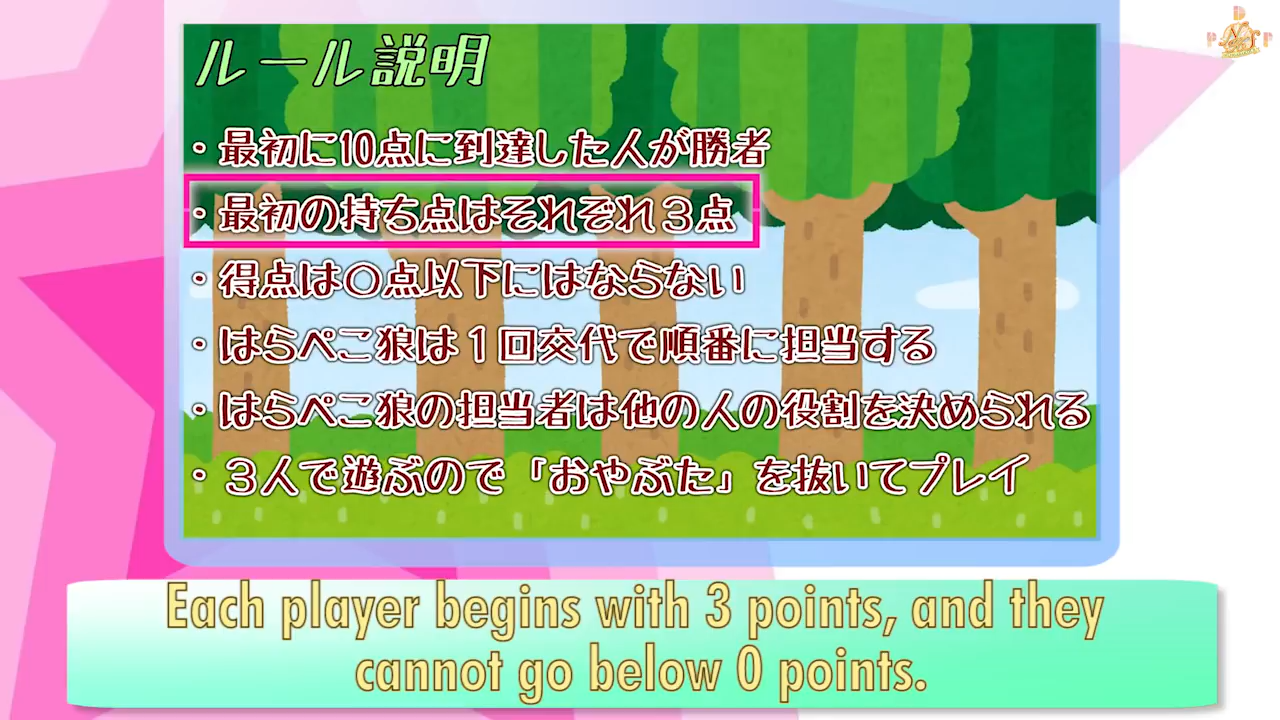 ルール説明
・最初に10点に到達した人が勝者
・最初の持ち点はそれぞれ３点
・得点は〇点以下にはならない
・はらぺこ狼は１回交代で順番に担当する
・はらぺこ狼の担当者は他の人の役割を決められる
・３人で遊ぶので「おやぶた」を抜いてプレイ
Each player begins with 3 points, and they
cannot go below 0 points.